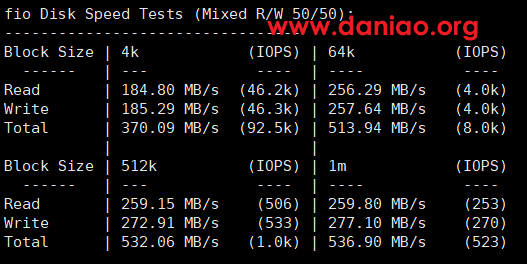 fio Disk Speed Tests (Mixed R/W 50/50):
www.daniao.org
---------------------------------
Block Size | 4k            (IOPS) | 64k           (IOPS)
  ------   | ---            ----  | ----           ----
Read       | 184.80 MB/s  (46.2k) | 256.29 MB/s   (4.0k)
Write      | 185.29 MB/s  (46.3k) | 257.64 MB/s   (4.0k)
Total      | 370.09 MB/s  (92.5k) | 513.94 MB/s   (8.0k)
           |                      |
Block Size | 512k          (IOPS) | 1m            (IOPS)
  ------   | ---            ----  | ---            ----
Read       | 259.15 MB/s    (506) | 259.80 MB/s    (253)
Write      | 272.91 MB/s    (533) | 277.10 MB/s    (270)
Total      | 532.06 MB/s   (1.0k) | 536.90 MB/s    (523)